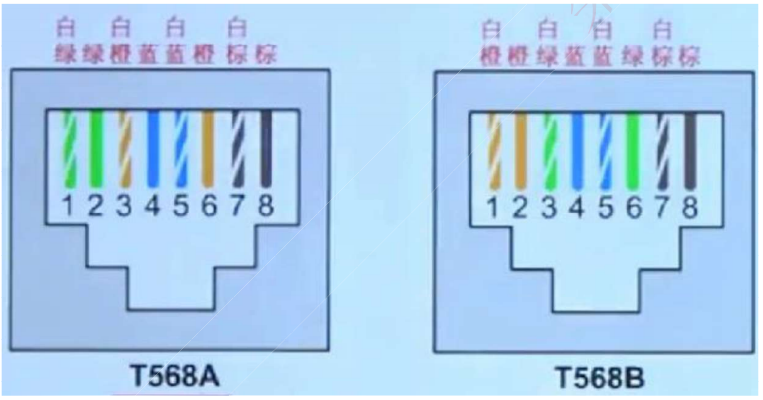 白 白 白 白
绿 绿 橙 蓝 蓝 橙 棕 棕
1 2 3 4 5 6 7 8
T568A
白 白 白 白
橙 橙 绿 蓝 蓝 绿 棕 棕
1 2 3 4 5 6 7 8
T568B